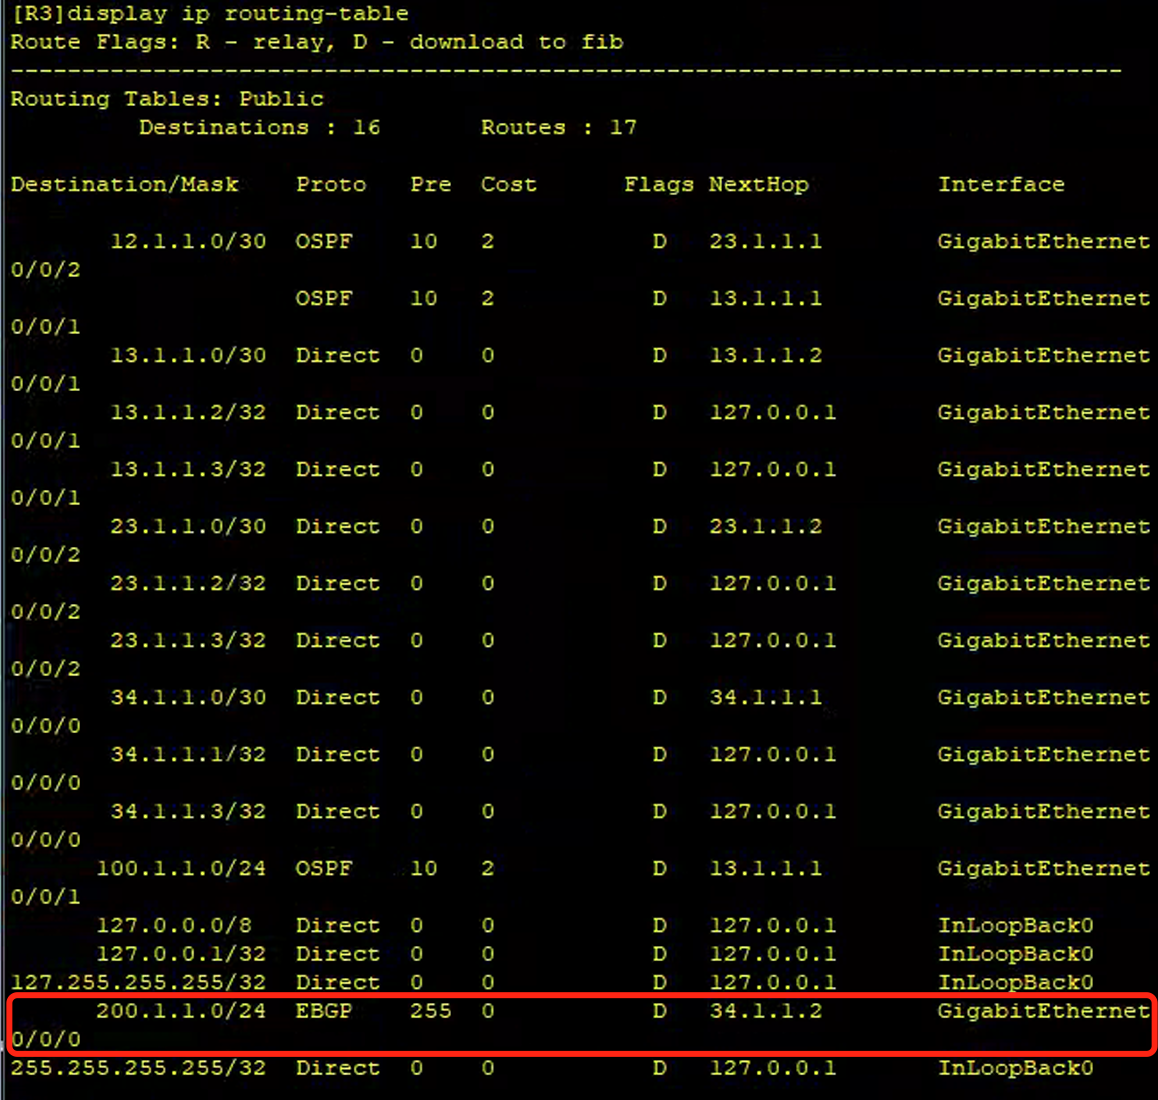 [R3]display ip routing-table
Route Flags: R - relay, D - download to fib
------------------------------------------------------------------------------
Routing Tables: Public
         Destinations : 16       Routes : 17

Destination/Mask    Proto   Pre  Cost      Flags NextHop         Interface

       12.1.1.0/30  OSPF    10   2           D   23.1.1.1        GigabitEthernet
0/0/2
                    OSPF    10   2           D   13.1.1.1        GigabitEthernet
0/0/1
       13.1.1.0/30  Direct  0    0           D   13.1.1.2        GigabitEthernet
0/0/1
       13.1.1.2/32  Direct  0    0           D   127.0.0.1       GigabitEthernet
0/0/1
       13.1.1.3/32  Direct  0    0           D   127.0.0.1       GigabitEthernet
0/0/1
       23.1.1.0/30  Direct  0    0           D   23.1.1.2        GigabitEthernet
0/0/2
       23.1.1.2/32  Direct  0    0           D   127.0.0.1       GigabitEthernet
0/0/2
       23.1.1.3/32  Direct  0    0           D   127.0.0.1       GigabitEthernet
0/0/2
       34.1.1.0/30  Direct  0    0           D   34.1.1.1        GigabitEthernet
0/0/0
       34.1.1.1/32  Direct  0    0           D   127.0.0.1       GigabitEthernet
0/0/0
       34.1.1.3/32  Direct  0    0           D   127.0.0.1       GigabitEthernet
0/0/0
      100.1.1.0/24  OSPF    10   2           D   13.1.1.1        GigabitEthernet
0/0/1
      127.0.0.0/8   Direct  0    0           D   127.0.0.1       InLoopBack0
      127.0.0.1/32  Direct  0    0           D   127.0.0.1       InLoopBack0
127.255.255.255/32  Direct  0    0           D   127.0.0.1       InLoopBack0
      200.1.1.0/24  EBGP    255  0           D   34.1.1.2        GigabitEthernet
0/0/0
255.255.255.255/32  Direct  0    0           D   127.0.0.1       InLoopBack0